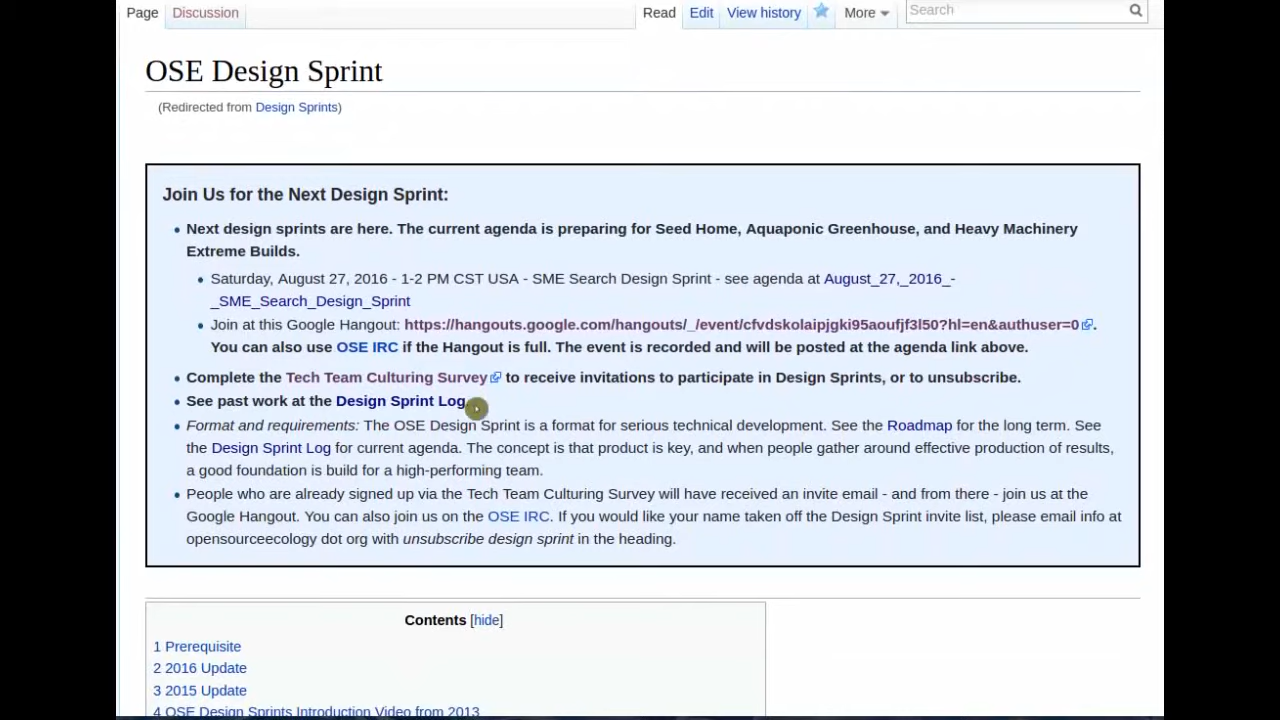 Page Discussion Read Edit View history More Search
OSE Design Sprint
(Redirected from Design Sprints)
Join Us for the Next Design Sprint:
Next design sprints are here. The current agenda is preparing for Seed Home, Aquaponic Greenhouse, and Heavy Machinery
Extreme Builds.
Saturday, August 27, 2016 - 1-2 PM CST USA - SME Search Design Sprint - see agenda at August_27,_2016_-
_SME_Search_Design_Sprint
Join at this Google Hangout: https://hangouts.google.com/hangouts/_/event/cfvdskolaipjgki95aoufjf3l50?hl=en&authuser=0.
You can also use OSE IRC if the Hangout is full. The event is recorded and will be posted at the agenda link above.
Complete the Tech Team Culturing Survey to receive invitations to participate in Design Sprints, or to unsubscribe.
See past work at the Design Sprint Log.
Format and requirements: The OSE Design Sprint is a format for serious technical development. See the Roadmap for the long term. See
the Design Sprint Log for current agenda. The concept is that product is key, and when people gather around effective production of results,
a good foundation is build for a high-performing team.
People who are already signed up via the Tech Team Culturing Survey will have received an invite email - and from there - join us at the
Google Hangout. You can also join us on the OSE IRC. If you would like your name taken off the Design Sprint invite list, please email info at
opensourceecology dot org with unsubscribe design sprint in the heading.
Contents [hide]
1 Prerequisite
2 2016 Update
3 2015 Update
4 OSE Design Sprints Introduction Video from 2013